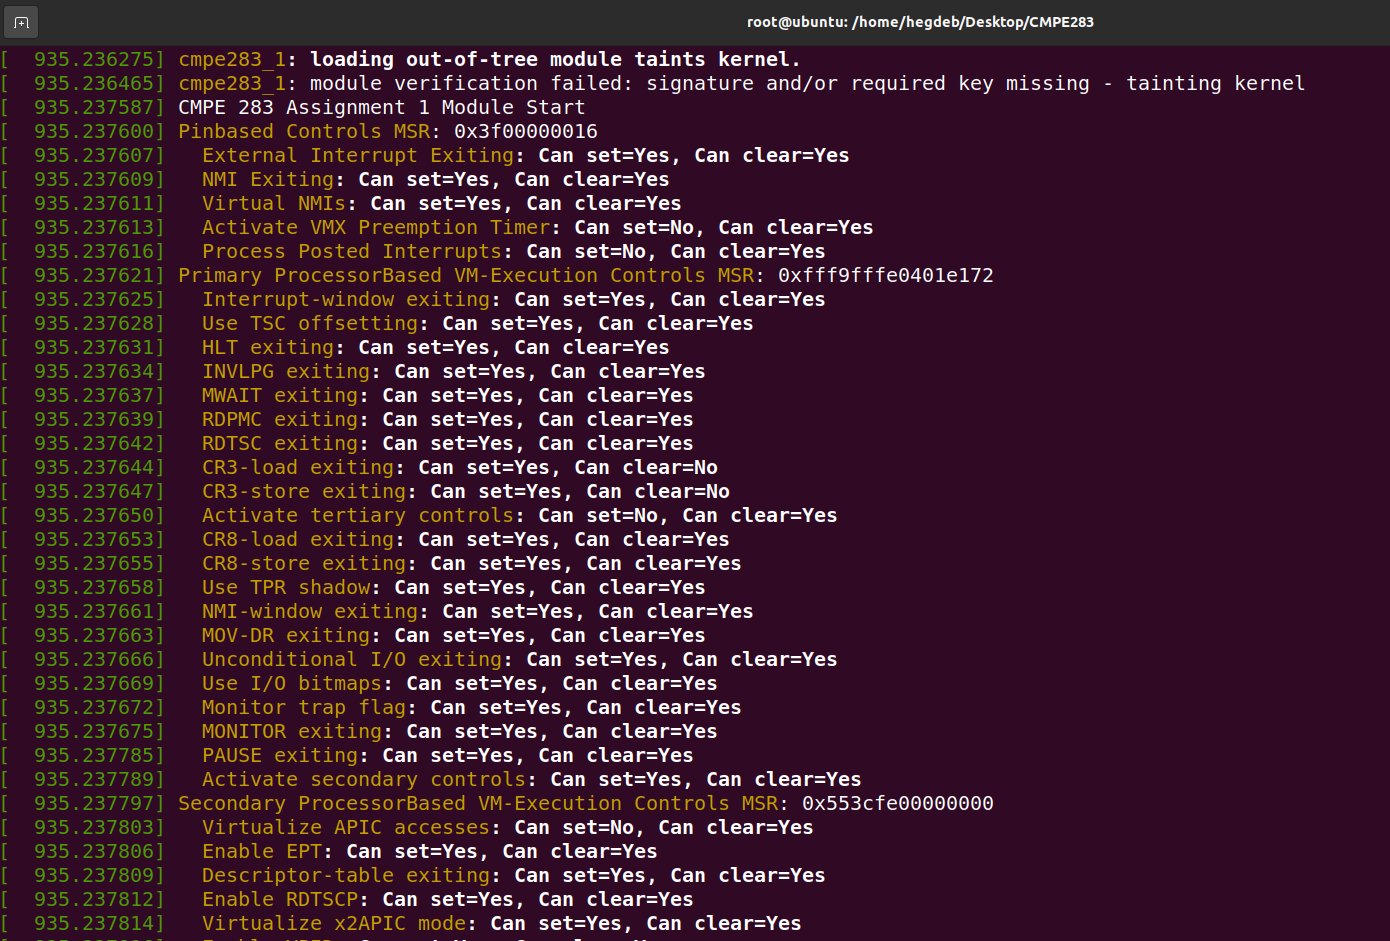 root@ubuntu: /home/hegdeb/Desktop/CMPE283
[  935.236275] cmpe283_1: loading out-of-tree module taints kernel.
[  935.236465] cmpe283_1: module verification failed: signature and/or required key missing - tainting kernel
[  935.237587] CMPE 283 Assignment 1 Module Start
[  935.237600] Pinbased Controls MSR: 0x3f00000016
[  935.237607]   External Interrupt Exiting: Can set=Yes, Can clear=Yes
[  935.237609]   NMI Exiting: Can set=Yes, Can clear=Yes
[  935.237611]   Virtual NMIs: Can set=Yes, Can clear=Yes
[  935.237613]   Activate VMX Preemption Timer: Can set=No, Can clear=Yes
[  935.237616]   Process Posted Interrupts: Can set=No, Can clear=Yes
[  935.237621] Primary ProcessorBased VM-Execution Controls MSR: 0xfff9fffe0401e172
[  935.237625]   Interrupt-window exiting: Can set=Yes, Can clear=Yes
[  935.237628]   Use TSC offsetting: Can set=Yes, Can clear=Yes
[  935.237631]   HLT exiting: Can set=Yes, Can clear=Yes
[  935.237634]   INVLPG exiting: Can set=Yes, Can clear=Yes
[  935.237637]   MWAIT exiting: Can set=Yes, Can clear=Yes
[  935.237639]   RDPMC exiting: Can set=Yes, Can clear=Yes
[  935.237642]   RDTSC exiting: Can set=Yes, Can clear=Yes
[  935.237644]   CR3-load exiting: Can set=Yes, Can clear=No
[  935.237647]   CR3-store exiting: Can set=Yes, Can clear=No
[  935.237650]   Activate tertiary controls: Can set=No, Can clear=Yes
[  935.237653]   CR8-load exiting: Can set=Yes, Can clear=Yes
[  935.237655]   CR8-store exiting: Can set=Yes, Can clear=Yes
[  935.237658]   Use TPR shadow: Can set=Yes, Can clear=Yes
[  935.237661]   NMI-window exiting: Can set=Yes, Can clear=Yes
[  935.237663]   MOV-DR exiting: Can set=Yes, Can clear=Yes
[  935.237666]   Unconditional I/O exiting: Can set=Yes, Can clear=Yes
[  935.237669]   Use I/O bitmaps: Can set=Yes, Can clear=Yes
[  935.237672]   Monitor trap flag: Can set=Yes, Can clear=Yes
[  935.237675]   MONITOR exiting: Can set=Yes, Can clear=Yes
[  935.237785]   PAUSE exiting: Can set=Yes, Can clear=Yes
[  935.237789]   Activate secondary controls: Can set=Yes, Can clear=Yes
[  935.237797] Secondary ProcessorBased VM-Execution Controls MSR: 0x553cfe00000000
[  935.237803]   Virtualize APIC accesses: Can set=No, Can clear=Yes
[  935.237806]   Enable EPT: Can set=Yes, Can clear=Yes
[  935.237809]   Descriptor-table exiting: Can set=Yes, Can clear=Yes
[  935.237812]   Enable RDTSCP: Can set=Yes, Can clear=Yes
[  935.237814]   Virtualize x2APIC mode: Can set=Yes, Can clear=Yes